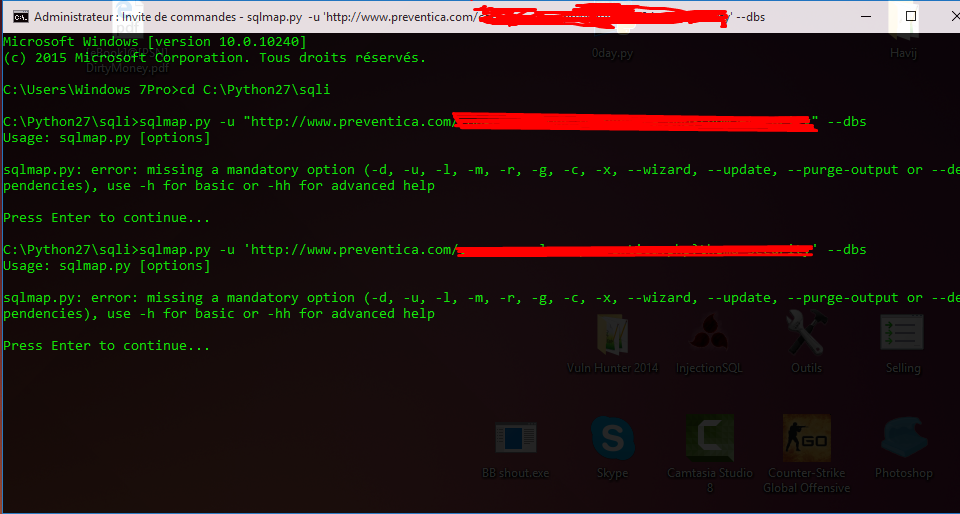 Administrateur : Invite de commandes - sqlmap.py -u 'http://www.preventica.com/ ' --dbs
Microsoft Windows [version 10.0.10240]
(c) 2015 Microsoft Corporation. Tous droits réservés.
DirtyMoney.pdf
0day.py
Havij
C:\Users\Windows 7Pro>cd C:\Python27\sqli
C:\Python27\sqli>sqlmap.py -u "http://www.preventica.com/ " --dbs
Usage: sqlmap.py [options]
sqlmap.py: error: missing a mandatory option (-d, -u, -l, -m, -r, -g, -c, -x, --wizard, --update, --purge-output or --de
pendencies), use -h for basic or -hh for advanced help
Press Enter to continue...
C:\Python27\sqli>sqlmap.py -u 'http://www.preventica.com/ ' --dbs
Usage: sqlmap.py [options]
sqlmap.py: error: missing a mandatory option (-d, -u, -l, -m, -r, -g, -c, -x, --wizard, --update, --purge-output or --de
pendencies), use -h for basic or -hh for advanced help
Press Enter to continue...
Vuln Hunter 2014
InjectionSQL
Outils
Selling
BB shout.exe
Skype
Camtasia Studio
8
GO
Counter-Strike
Global Offensive
Photoshop